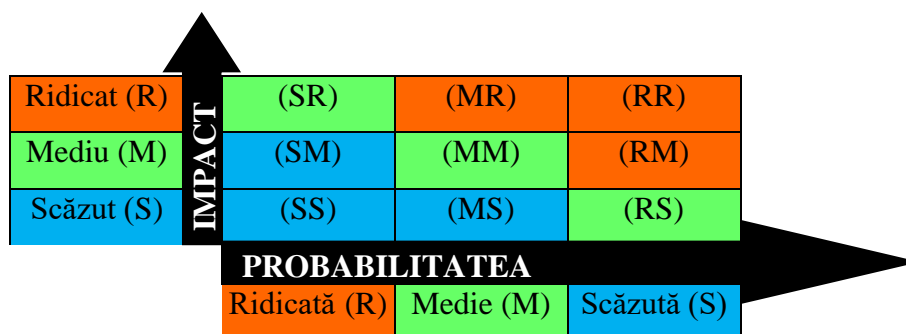 Ridicat (R) (SR) (MR) (RR)
Mediu (M) (SM) (MM) (RM)
Scăzut (S) (SS) (MS) (RS)
IMPACT
PROBABILITATEA
Ridicată (R) Medie (M) Scăzută (S)